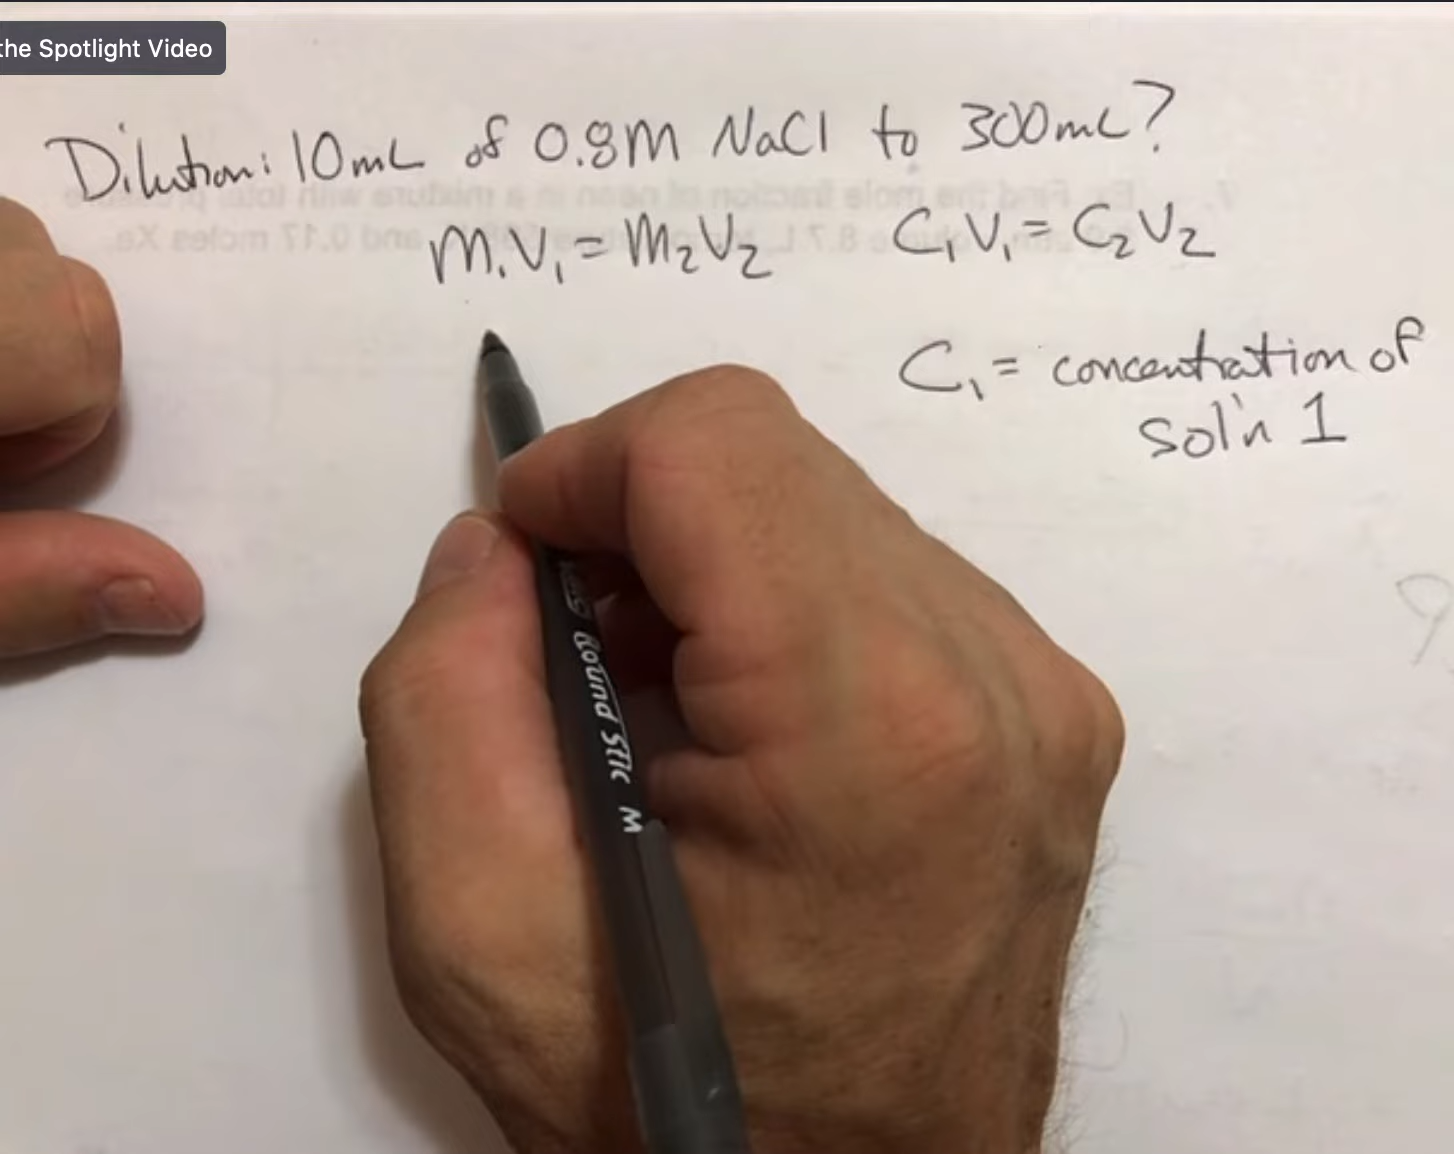 the Spotlight Video
Dilution: 10mL of 0.8M NaCl to 300mL?
M₁V₁ = M₂V₂
C₁V₁ = C₂V₂
C₁ = concentration of
sol'n 1
Round Stic M